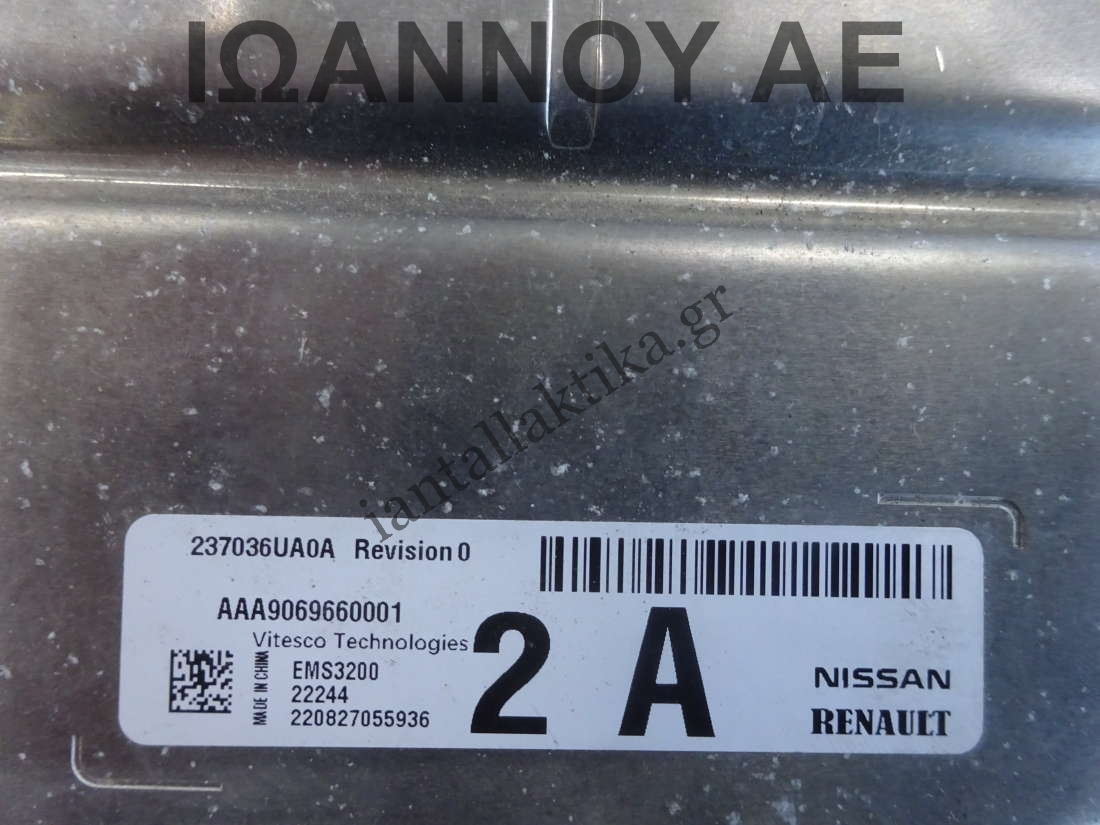 ΙΩΑΝΝΟΥ ΑΕ
iantallaktika.gr
237036UA0A Revision 0
AAA9069660001
Vitesco Technologies
MADE IN CHINA
EMS3200
22244
220827055936
2 A
NISSAN
RENAULT